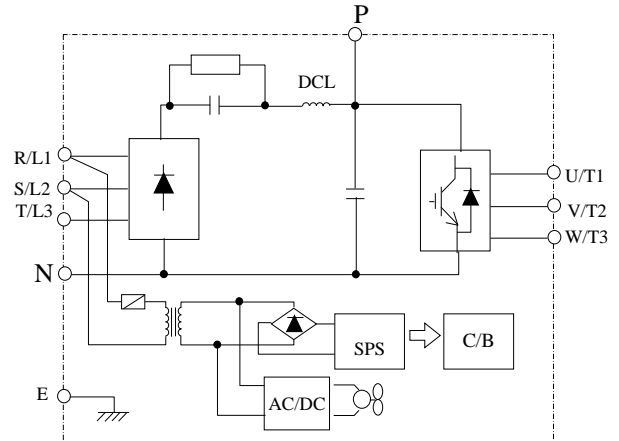 P
DCL
R/L1
S/L2
T/L3
U/T1
V/T2
W/T3
N
SPS
C/B
E
AC/DC